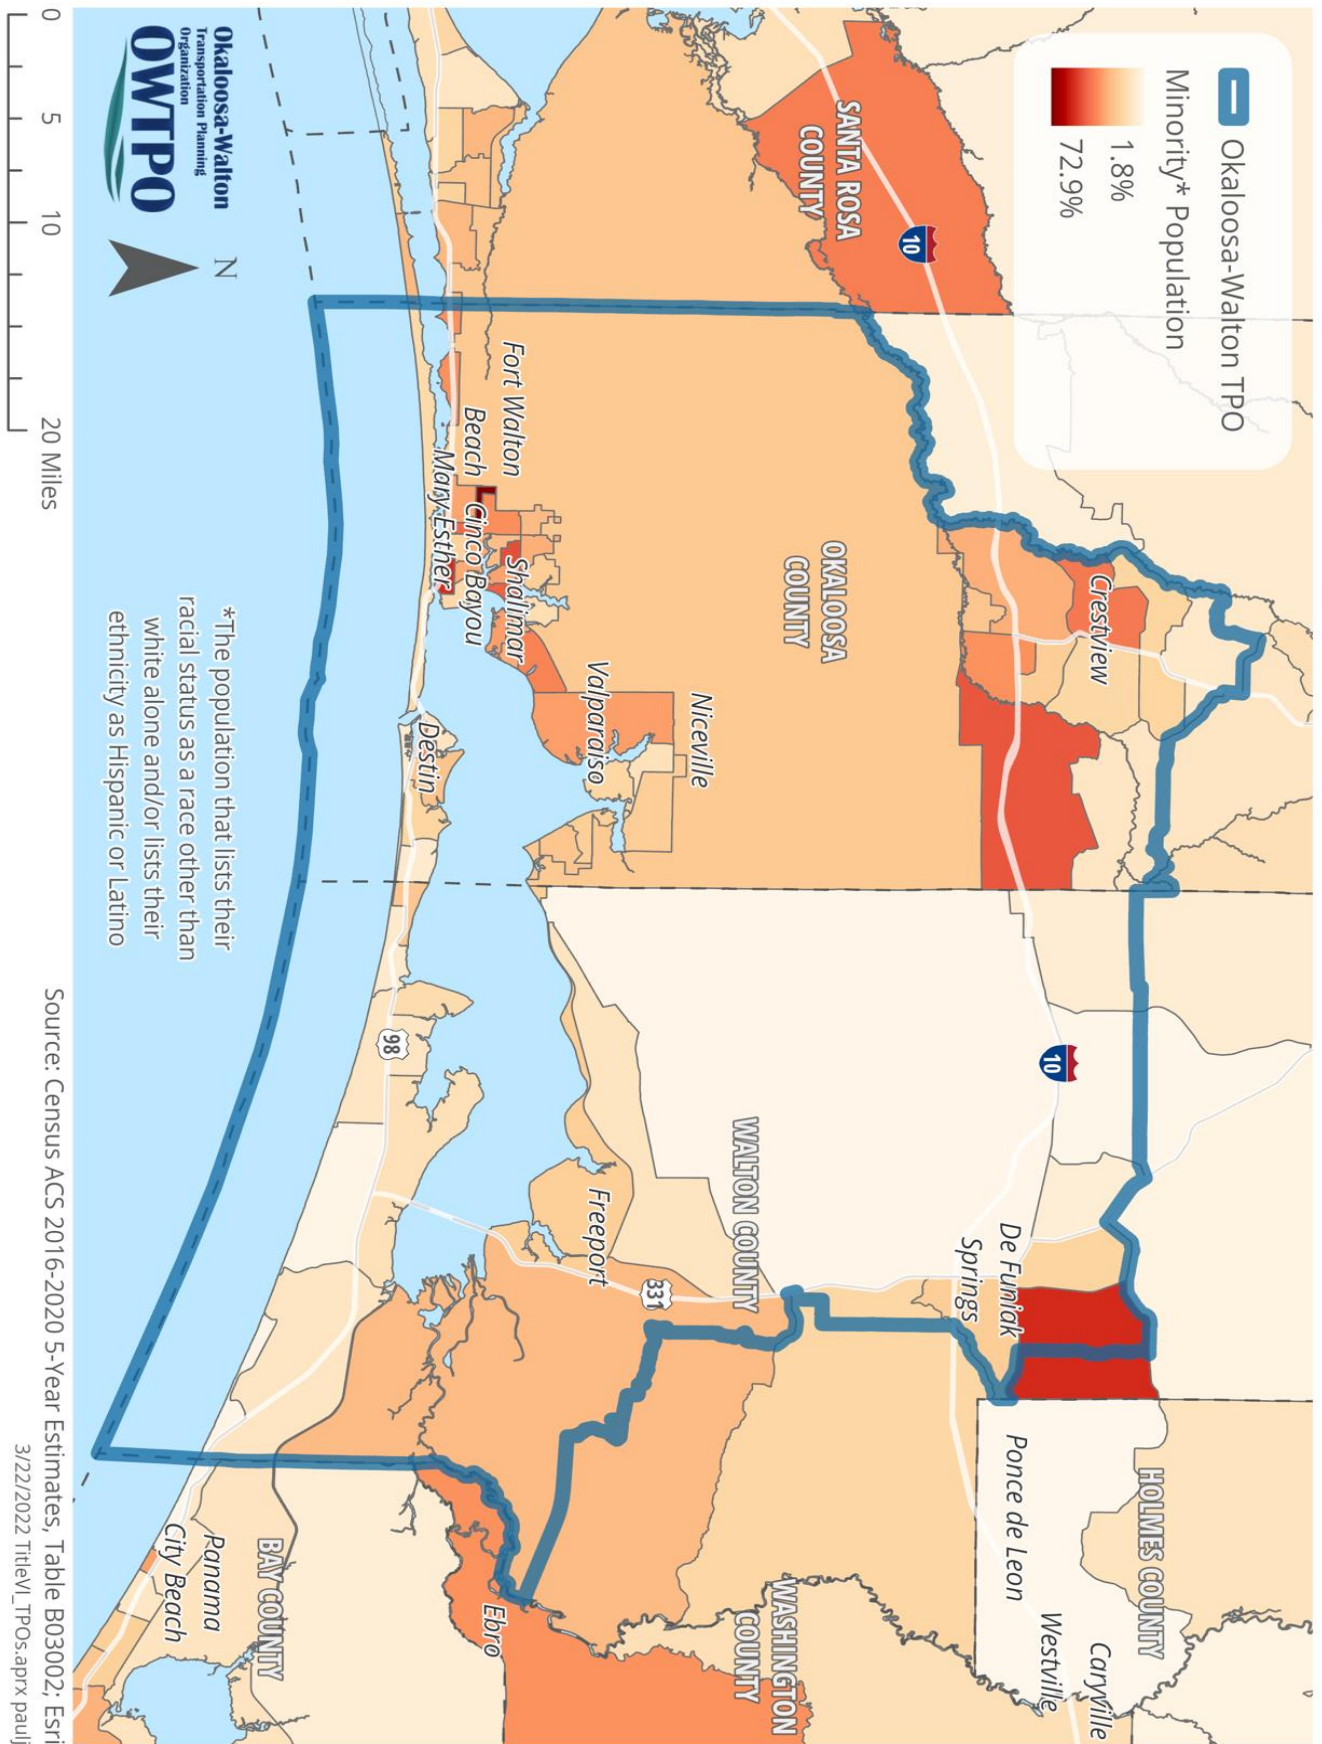 Okaloosa-Walton TPO
Minority* Population
1.8%
72.9%
SANTA ROSA
COUNTY
10
OKALOOSA
COUNTY
Crestview
Niceville
Valparaiso
Fort Walton
Beach
Shalimar
Cinco Bayou
Mary Esther
Destin
10
WALTON COUNTY
De Funiak
Springs
Freeport
331
98
HOLMES COUNTY
Caryville
Westville
Ponce de Leon
WASHINGTON
COUNTY
Ebro
BAY COUNTY
Panama
City Beach
*The population that lists their
racial status as a race other than
white alone and/or lists their
ethnicity as Hispanic or Latino
N
Okaloosa-Walton
Transportation Planning
Organization
OWTPO
0 5 10 20 Miles
Source: Census ACS 2016-2020 5-Year Estimates, Table B03002; Esri
3/22/2022 TitleVI_TPOs.aprx paulj